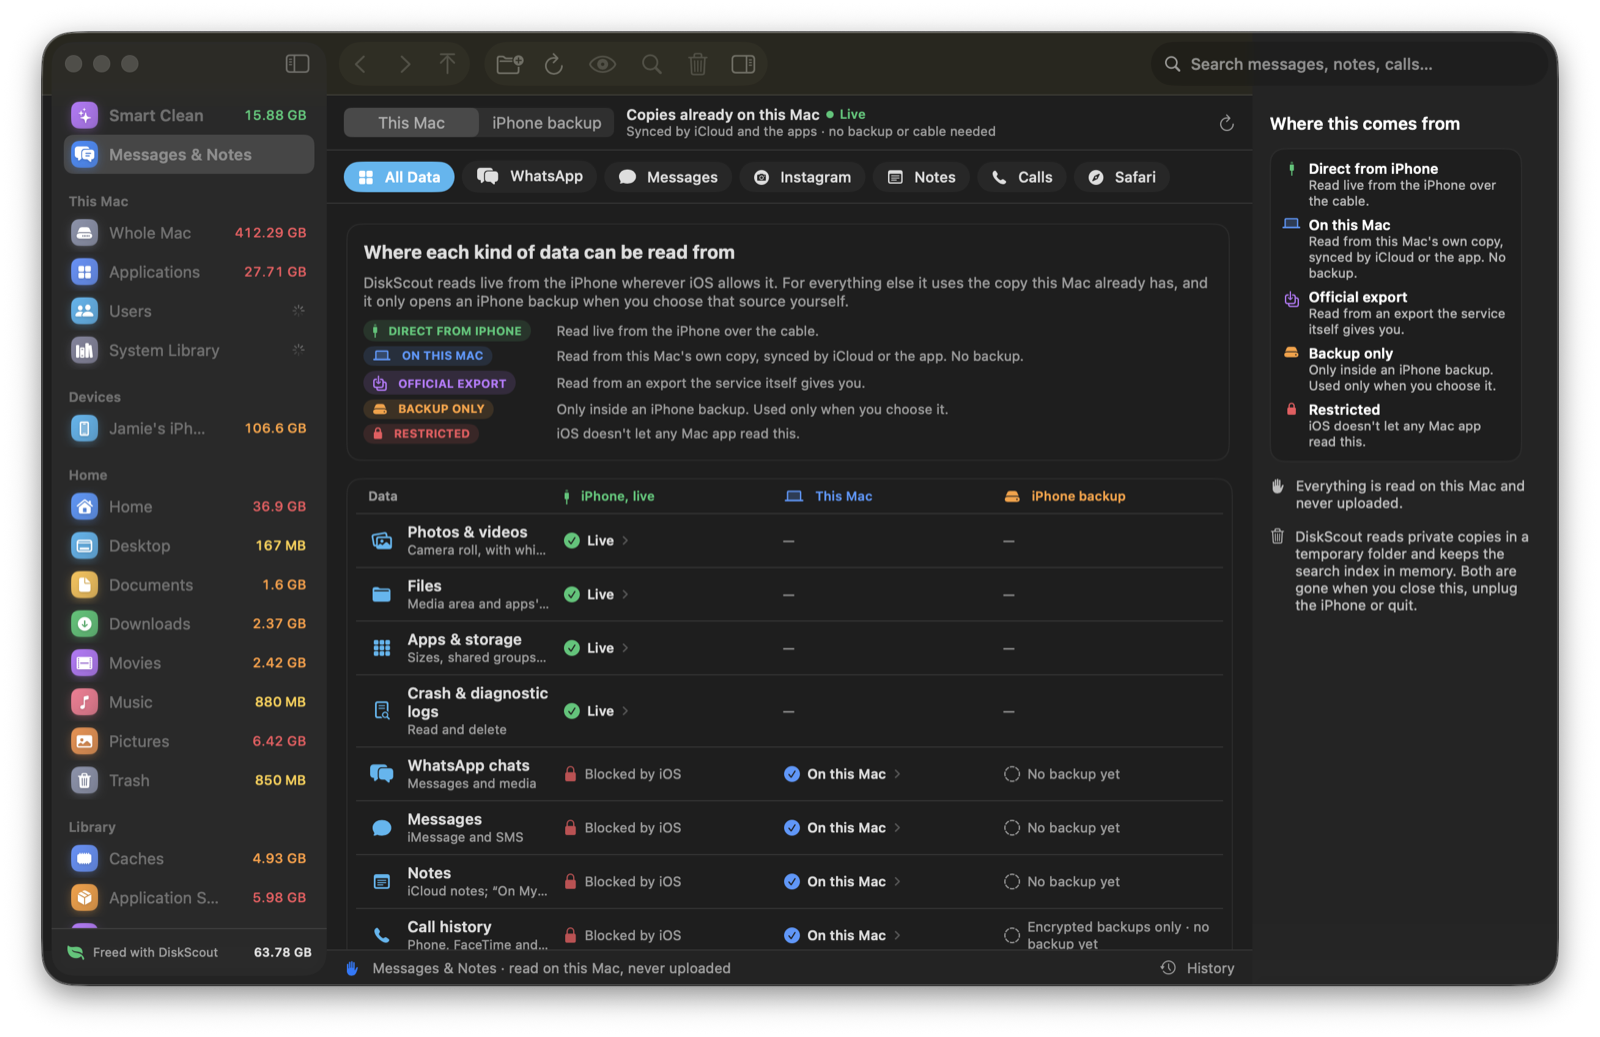 Smart Clean 15.88 GB
Messages & Notes
This Mac
Whole Mac 412.29 GB
Applications 27.71 GB
Users
System Library
Devices
Jamie's iPh... 106.6 GB
Home
Home 36.9 GB
Desktop 167 MB
Documents 1.6 GB
Downloads 2.37 GB
Movies 2.42 GB
Music 880 MB
Pictures 6.42 GB
Trash 850 MB
Library
Caches 4.93 GB
Application S... 5.98 GB
Freed with DiskScout 63.78 GB
Search messages, notes, calls...
This Mac
iPhone backup
Copies already on this Mac Live
Synced by iCloud and the apps · no backup or cable needed
All Data
WhatsApp
Messages
Instagram
Notes
Calls
Safari
Where each kind of data can be read from
DiskScout reads live from the iPhone wherever iOS allows it. For everything else it uses the copy this Mac already has, and
it only opens an iPhone backup when you choose that source yourself.
DIRECT FROM IPHONE Read live from the iPhone over the cable.
ON THIS MAC Read from this Mac's own copy, synced by iCloud or the app. No backup.
OFFICIAL EXPORT Read from an export the service itself gives you.
BACKUP ONLY Only inside an iPhone backup. Used only when you choose it.
RESTRICTED iOS doesn't let any Mac app read this.
Data iPhone, live This Mac iPhone backup
Photos & videos
Camera roll, with whi...
Live — —
Files
Media area and apps'...
Live — —
Apps & storage
Sizes, shared groups...
Live — —
Crash & diagnostic
logs
Read and delete
Live — —
WhatsApp chats
Messages and media
Blocked by iOS On this Mac No backup yet
Messages
iMessage and SMS
Blocked by iOS On this Mac No backup yet
Notes
iCloud notes; “On My...
Blocked by iOS On this Mac No backup yet
Call history
Phone, FaceTime and...
Blocked by iOS On this Mac Encrypted backups only · no
backup yet
Messages & Notes · read on this Mac, never uploaded
History
Where this comes from
Direct from iPhone
Read live from the iPhone over
the cable.
On this Mac
Read from this Mac's own copy,
synced by iCloud or the app. No
backup.
Official export
Read from an export the service
itself gives you.
Backup only
Only inside an iPhone backup.
Used only when you choose it.
Restricted
iOS doesn't let any Mac app
read this.
Everything is read on this Mac and
never uploaded.
DiskScout reads private copies in a
temporary folder and keeps the
search index in memory. Both are
gone when you close this, unplug
the iPhone or quit.